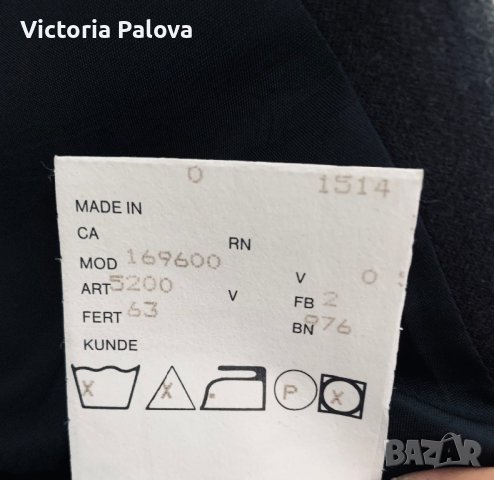 Victoria Palova
0 1514
MADE IN
CA RN
MOD 169600 V 0
ART 5200 V FB 2
FERT 63 BN 976
KUNDE
X X P X
BAZAR